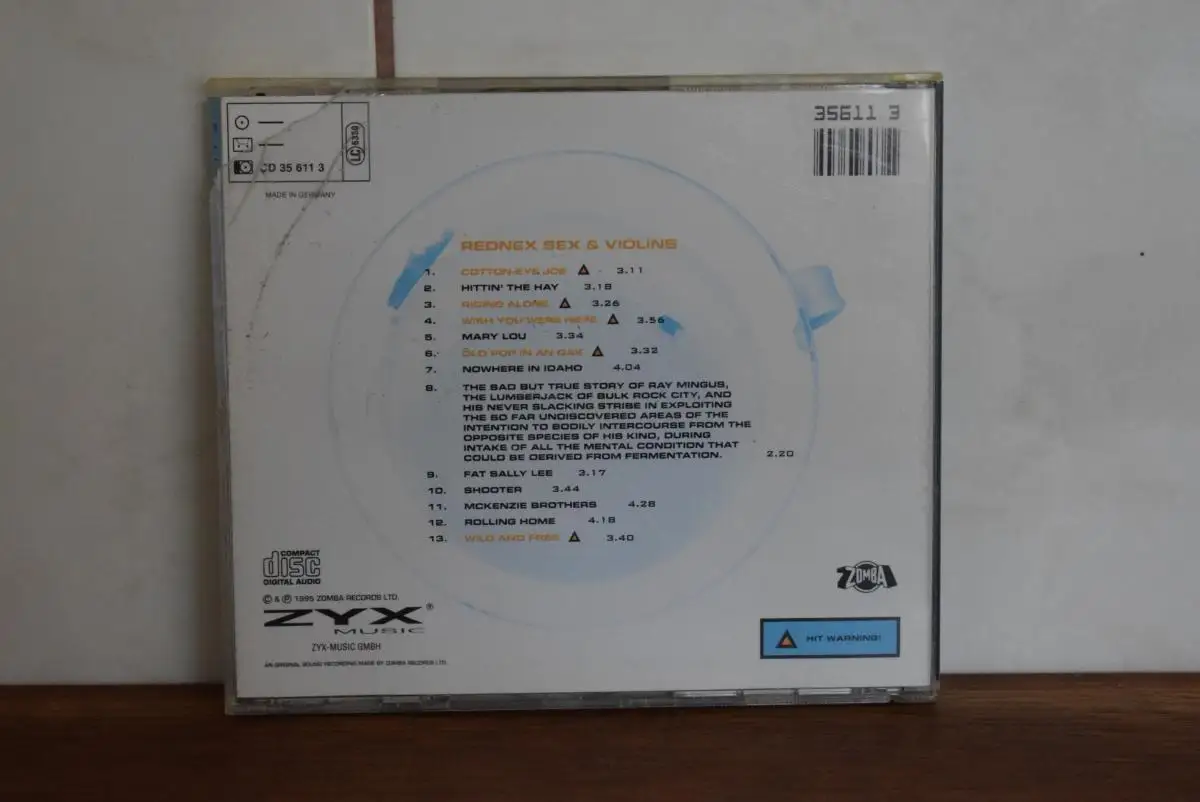 CD 35 611 3
LC 6350
MADE IN GERMANY
35611 3
REDNEX SEX & VIOLINS
1. COTTON-EYE JOE 3.11
2. HITTIN' THE HAY 3.18
3. RIDING ALONE 3.26
4. WISH YOU WERE HERE 3.56
5. MARY LOU 3.34
6. OLD POP IN AN OAK 3.32
7. NOWHERE IN IDAHO 4.04
8. THE SAD BUT TRUE STORY OF RAY MINGUS,
THE LUMBERJACK OF BULK ROCK CITY, AND
HIS NEVER SLACKING STRIBE IN EXPLOITING
THE SO FAR UNDISCOVERED AREAS OF THE
INTENTION TO BODILY INTERCOURSE FROM THE
OPPOSITE SPECIES OF HIS KIND, DURING
INTAKE OF ALL THE MENTAL CONDITION THAT
COULD BE DERIVED FROM FERMENTATION. 2.20
9. FAT SALLY LEE 3.17
10. SHOOTER 3.44
11. MCKENZIE BROTHERS 4.28
12. ROLLING HOME 4.18
13. WILD AND FREE 3.40
COMPACT
disc
DIGITAL AUDIO
© & ℗ 1995 ZOMBA RECORDS LTD.
ZYX®
MUSIC
ZYX-MUSIC GMBH
AN ORIGINAL SOUND RECORDING MADE BY ZOMBA RECORDS LTD.
ZOMBA
HIT WARNING!